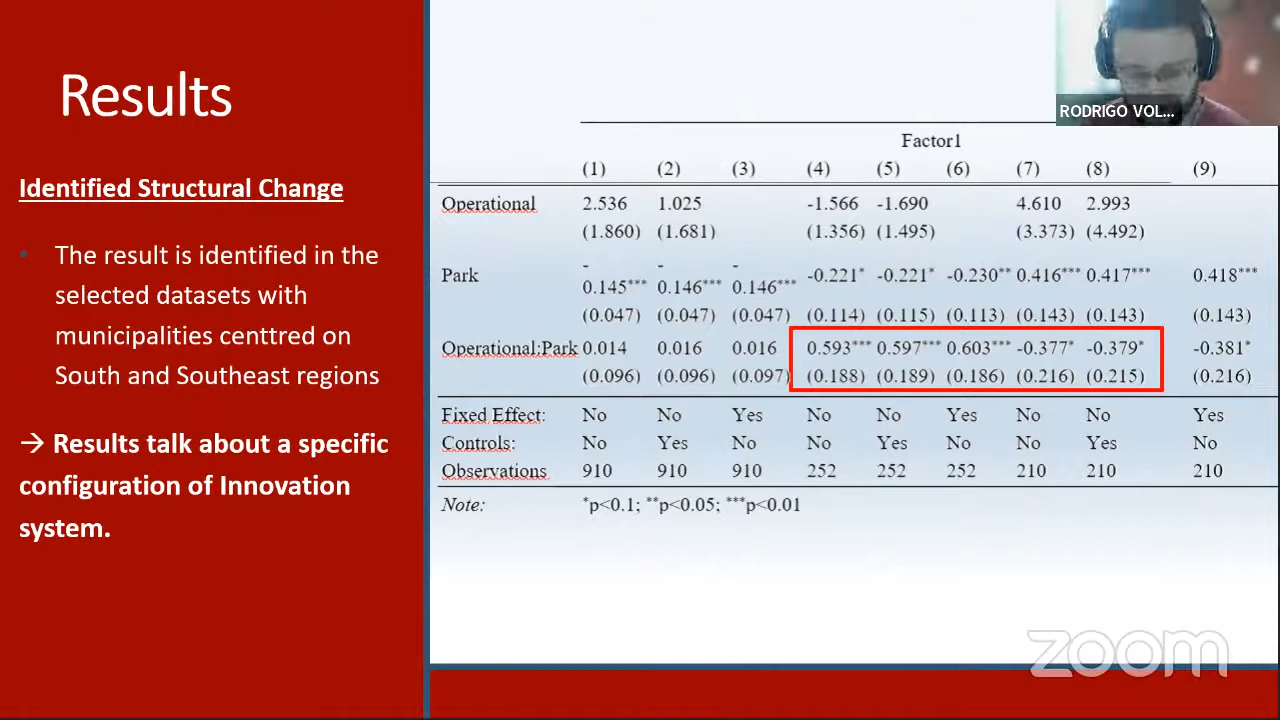 Results
Identified Structural Change
• The result is identified in the
selected datasets with
municipalities centtred on
South and Southeast regions
→ Results talk about a specific
configuration of Innovation
system.
RODRIGO VOL...
Factor1
(1) (2) (3) (4) (5) (6) (7) (8) (9)
Operational 2.536 1.025 -1.566 -1.690 4.610 2.993
(1.860) (1.681) (1.356) (1.495) (3.373) (4.492)
- - -
Park -0.221* -0.221* -0.230** 0.416*** 0.417*** 0.418***
0.145*** 0.146*** 0.146***
(0.047) (0.047) (0.047) (0.114) (0.115) (0.113) (0.143) (0.143) (0.143)
Operational:Park 0.014 0.016 0.016 0.593*** 0.597*** 0.603*** -0.377* -0.379* -0.381*
(0.096) (0.096) (0.097) (0.188) (0.189) (0.186) (0.216) (0.215) (0.216)
Fixed Effect: No No Yes No No Yes No No Yes
Controls: No Yes No No Yes No No Yes No
Observations 910 910 910 252 252 252 210 210 210
Note: *p<0.1; **p<0.05; ***p<0.01
zoom